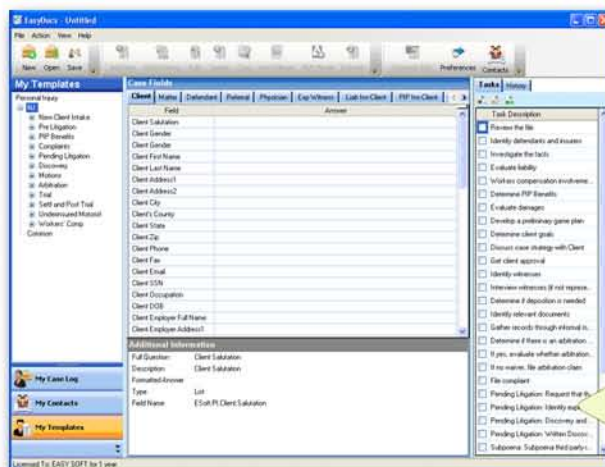 EasyDocs - Untitled
File Action View Help
New Open Save
Preferences Contacts
My Templates
Personal Injury
NJ
New Client Intake
Pre Litigation
PIP Benefits
Complaints
Pending Litigation
Discovery
Motions
Arbitration
Trial
Settl and Post Trial
Underinsured Motorist
Workers' Comp
Common
My Case Log
My Contacts
My Templates
Licensed To: EASY SOFT for 1 year
Case Fields
Client Matter Defendant Referral Physician Exp Witness Liab Ins Client PIP Ins Client
Field Answer
Client Salutation
Client Gender
Client Gender
Client First Name
Client Last Name
Client Address1
Client Address2
Client City
Client's County
Client State
Client Zip
Client Phone
Client Fax
Client Email
Client SSN
Client Occupation
Client DOB
Client Employer Full Name
Client Employer Address1
Additional Information
Full Question: Client Salutation
Description: Client Salutation
Formatted Answer
Type List
Field Name ESoft.PI.Client.Salutation
Tasks History
Task Description
Review the file
Identify defendants and insurers
Investigate the facts
Evaluate liability
Workers compensation involveme...
Determine PIP Benefits
Evaluate damages
Develop a preliminary game plan
Determine client goals
Discuss case strategy with Client
Get client approval
Identify witnesses
Interview witnesses (if not represe...
Determine if deposition is needed
Identify relevant documents
Gather records through informal in...
Determine if there is an arbitration ...
If yes, evaluate whether arbitration...
If no waiver, file arbitration claim
File complaint
Pending Litigation: Request that th
Pending Litigation: Identify
Pending Litigation: Discovery and
Pending Litigation: Written Discov...
Subpoena: Subpoena third party